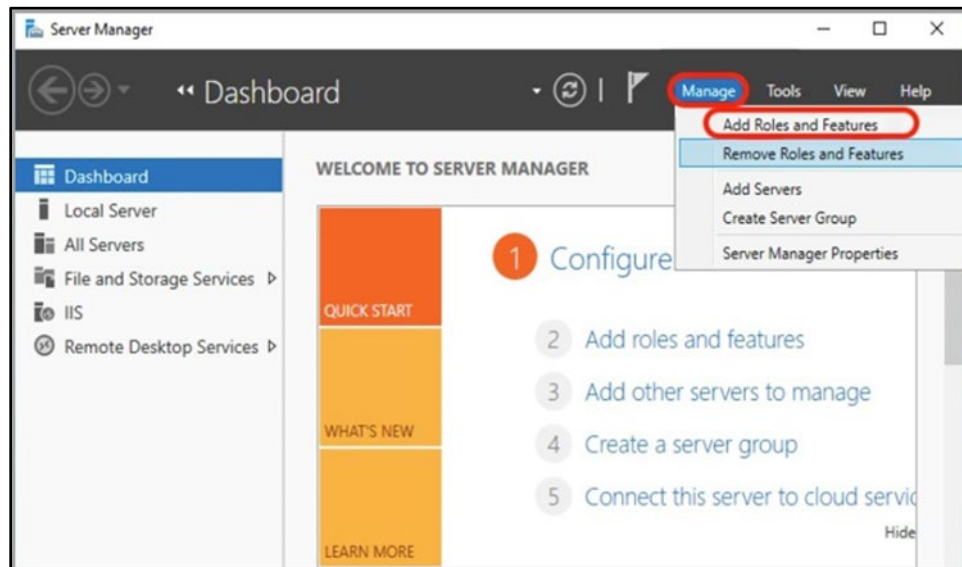 Server Manager
Dashboard
Manage Tools View Help
Add Roles and Features
Remove Roles and Features
Add Servers
Create Server Group
Server Manager Properties
Dashboard
Local Server
All Servers
File and Storage Services
IIS
Remote Desktop Services
WELCOME TO SERVER MANAGER
QUICK START
WHAT'S NEW
LEARN MORE
1 Configure
2 Add roles and features
3 Add other servers to manage
4 Create a server group
5 Connect this server to cloud servic
Hide